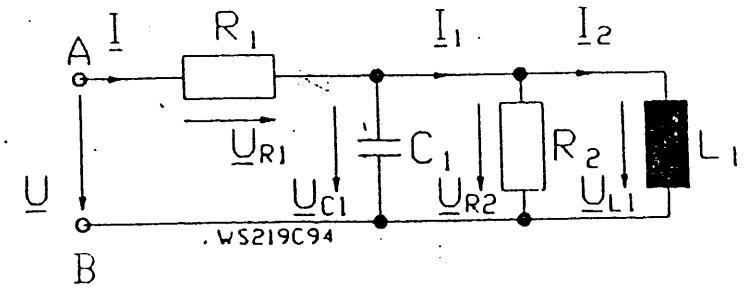 I R1 I1 I2
A
C1 R2 L1
UR1
U UC1 UR2 UL1
.WS219C94
B